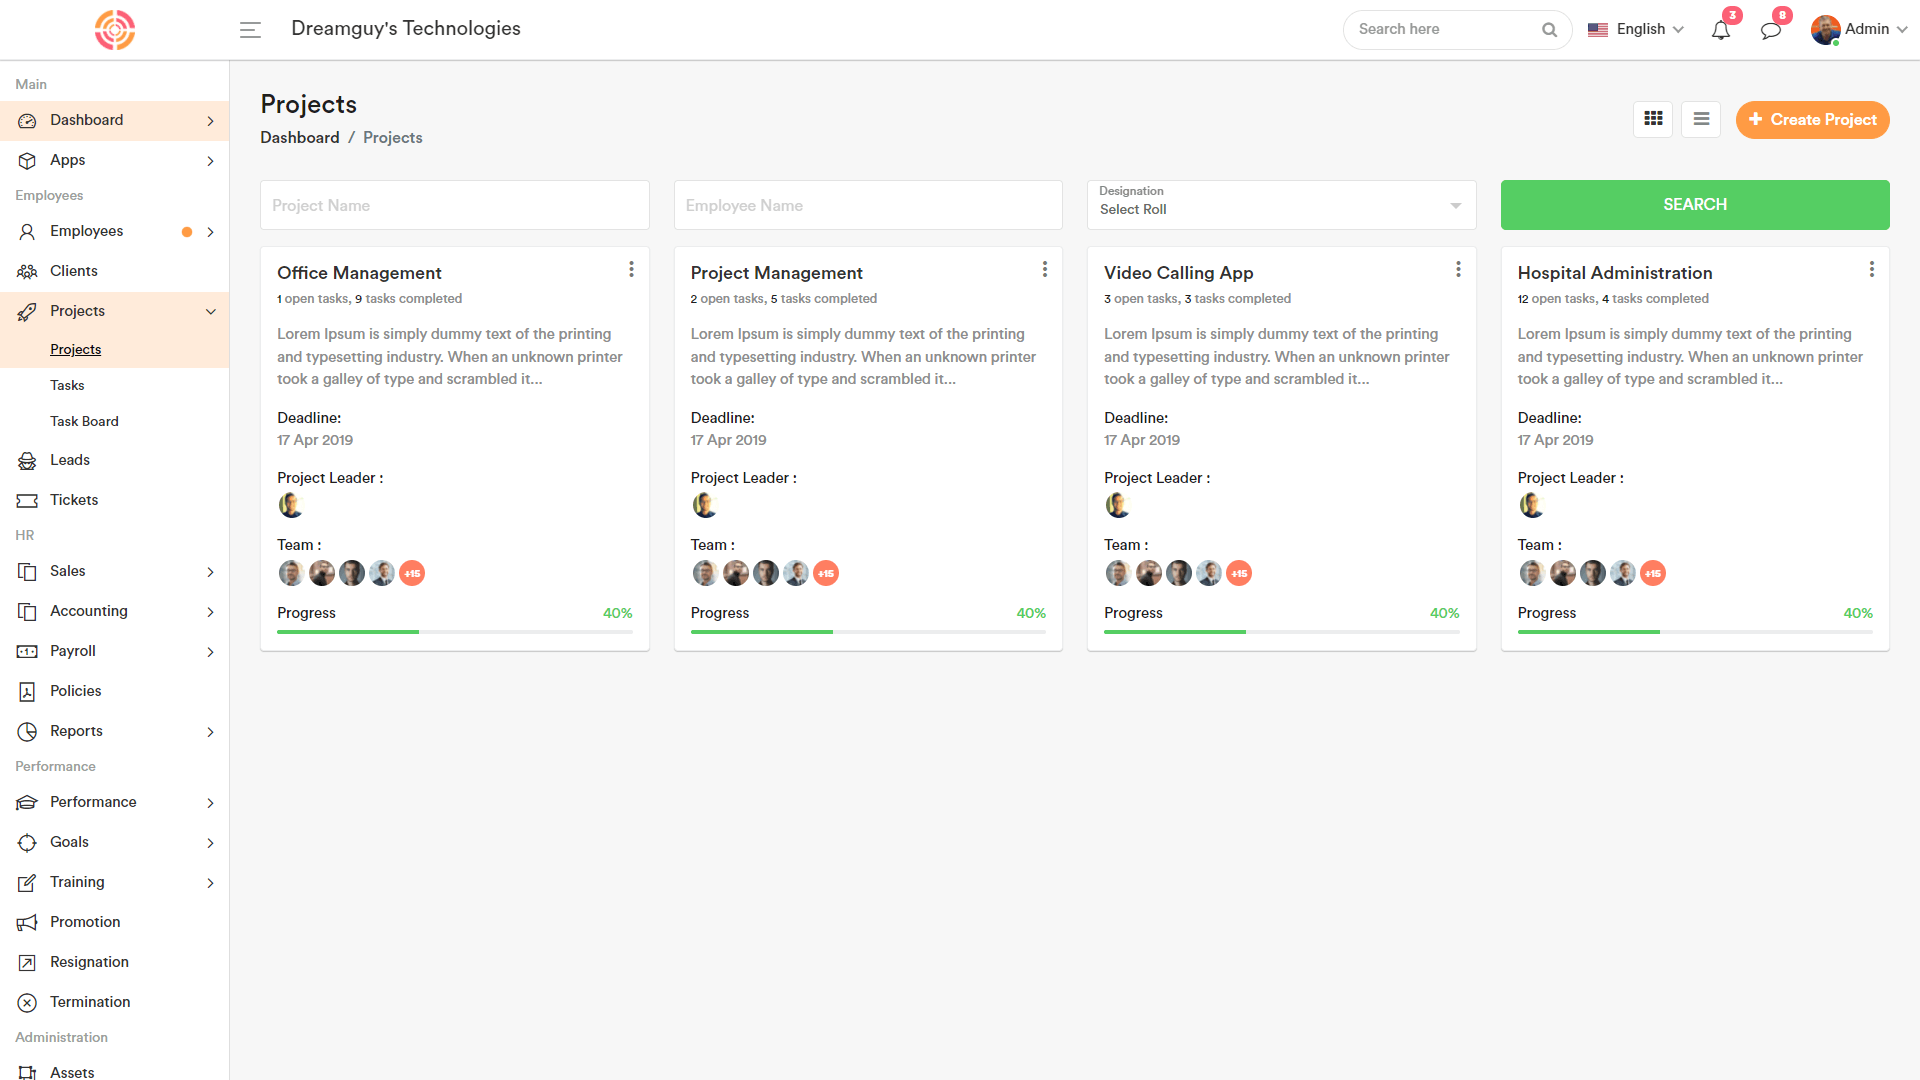 Dreamguy's Technologies
Search here
English
3
8
Admin
Main
Dashboard
Apps
Employees
Employees
Clients
Projects
Projects
Tasks
Task Board
Leads
Tickets
HR
Sales
Accounting
Payroll
Policies
Reports
Performance
Performance
Goals
Training
Promotion
Resignation
Termination
Administration
Assets
Projects
Dashboard / Projects
+ Create Project
Project Name
Employee Name
Designation
Select Roll
SEARCH
Office Management
1 open tasks, 9 tasks completed
Lorem Ipsum is simply dummy text of the printing
and typesetting industry. When an unknown printer
took a galley of type and scrambled it...
Deadline:
17 Apr 2019
Project Leader :
Team :
+15
Progress 40%
Project Management
2 open tasks, 5 tasks completed
Lorem Ipsum is simply dummy text of the printing
and typesetting industry. When an unknown printer
took a galley of type and scrambled it...
Deadline:
17 Apr 2019
Project Leader :
Team :
+15
Progress 40%
Video Calling App
3 open tasks, 3 tasks completed
Lorem Ipsum is simply dummy text of the printing
and typesetting industry. When an unknown printer
took a galley of type and scrambled it...
Deadline:
17 Apr 2019
Project Leader :
Team :
+15
Progress 40%
Hospital Administration
12 open tasks, 4 tasks completed
Lorem Ipsum is simply dummy text of the printing
and typesetting industry. When an unknown printer
took a galley of type and scrambled it...
Deadline:
17 Apr 2019
Project Leader :
Team :
+15
Progress 40%